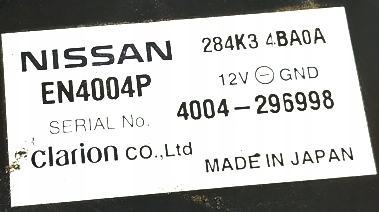 NISSAN 284K3 4BA0A
EN4004P 12V ⊖ GND
SERIAL No. 4004-296998
Clarion CO.,Ltd MADE IN JAPAN